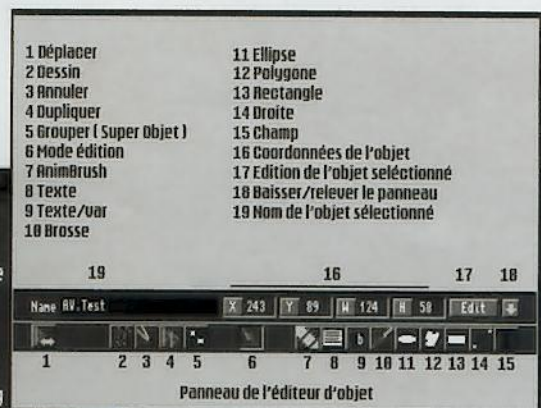 1 Déplacer
2 Dessin
3 Annuler
4 Dupliquer
5 Grouper ( Super Objet )
6 Mode édition
7 AnimBrush
8 Texte
9 Texte/var
10 Brosse
11 Ellipse
12 Polygone
13 Rectangle
14 Droite
15 Champ
16 Coordonnées de l'objet
17 Edition de l'objet seléctionné
18 Baisser/relever le panneau
19 Nom de l'objet sélectionné
19 16 17 18
Name AV.Test X 243 Y 89 W 124 H 58 Edit
1 2 3 4 5 6 7 8 9 10 11 12 13 14 15
Panneau de l'éditeur d'objet